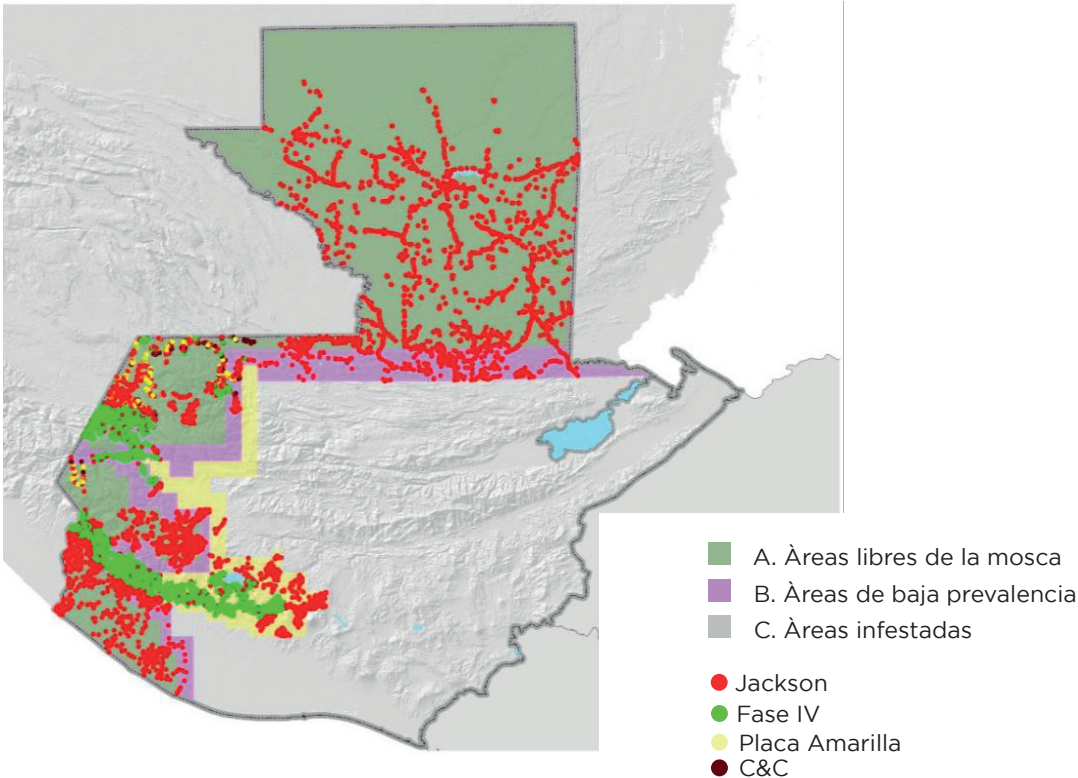 A. Àreas libres de la mosca
B. Àreas de baja prevalencia
C. Àreas infestadas
Jackson
Fase IV
Placa Amarilla
C&C